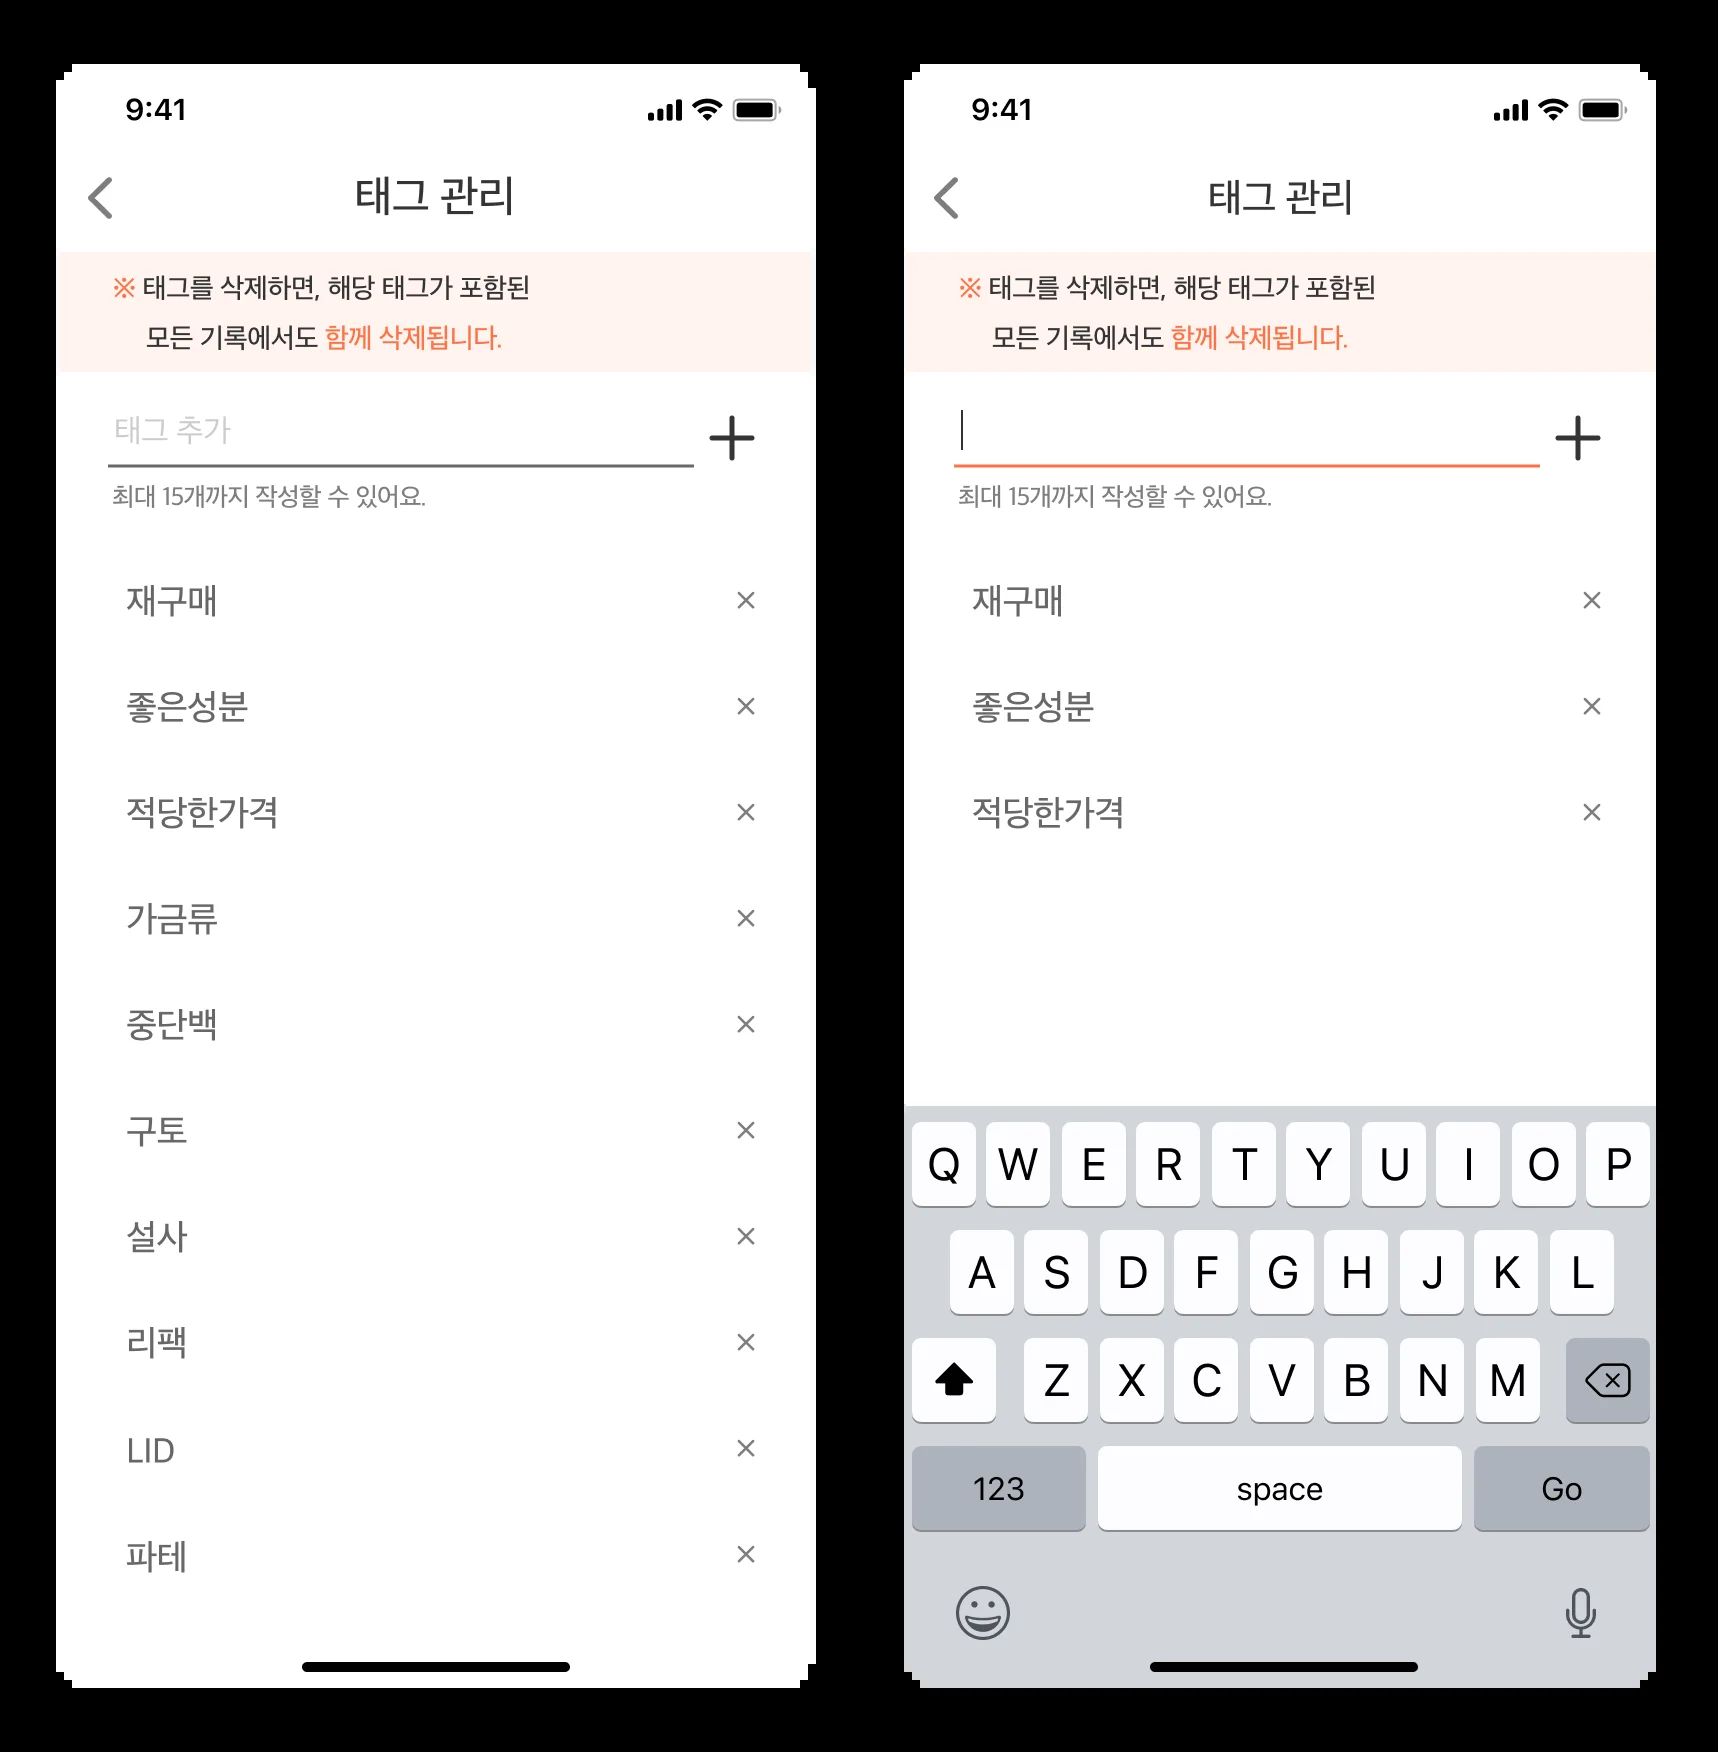 9:41
태그 관리
※ 태그를 삭제하면, 해당 태그가 포함된
모든 기록에서도 함께 삭제됩니다.
태그 추가
최대 15개까지 작성할 수 있어요.
재구매
좋은성분
적당한가격
가금류
중단백
구토
설사
리팩
LID
파테
9:41
태그 관리
※ 태그를 삭제하면, 해당 태그가 포함된
모든 기록에서도 함께 삭제됩니다.
최대 15개까지 작성할 수 있어요.
재구매
좋은성분
적당한가격
Q W E R T Y U I O P
A S D F G H J K L
Z X C V B N M
123 space Go